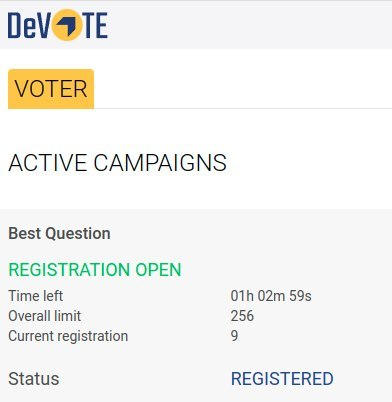 DeVOTE
VOTER
ACTIVE CAMPAIGNS
Best Question
REGISTRATION OPEN
Time left 01h 02m 59s
Overall limit 256
Current registration 9
Status REGISTERED